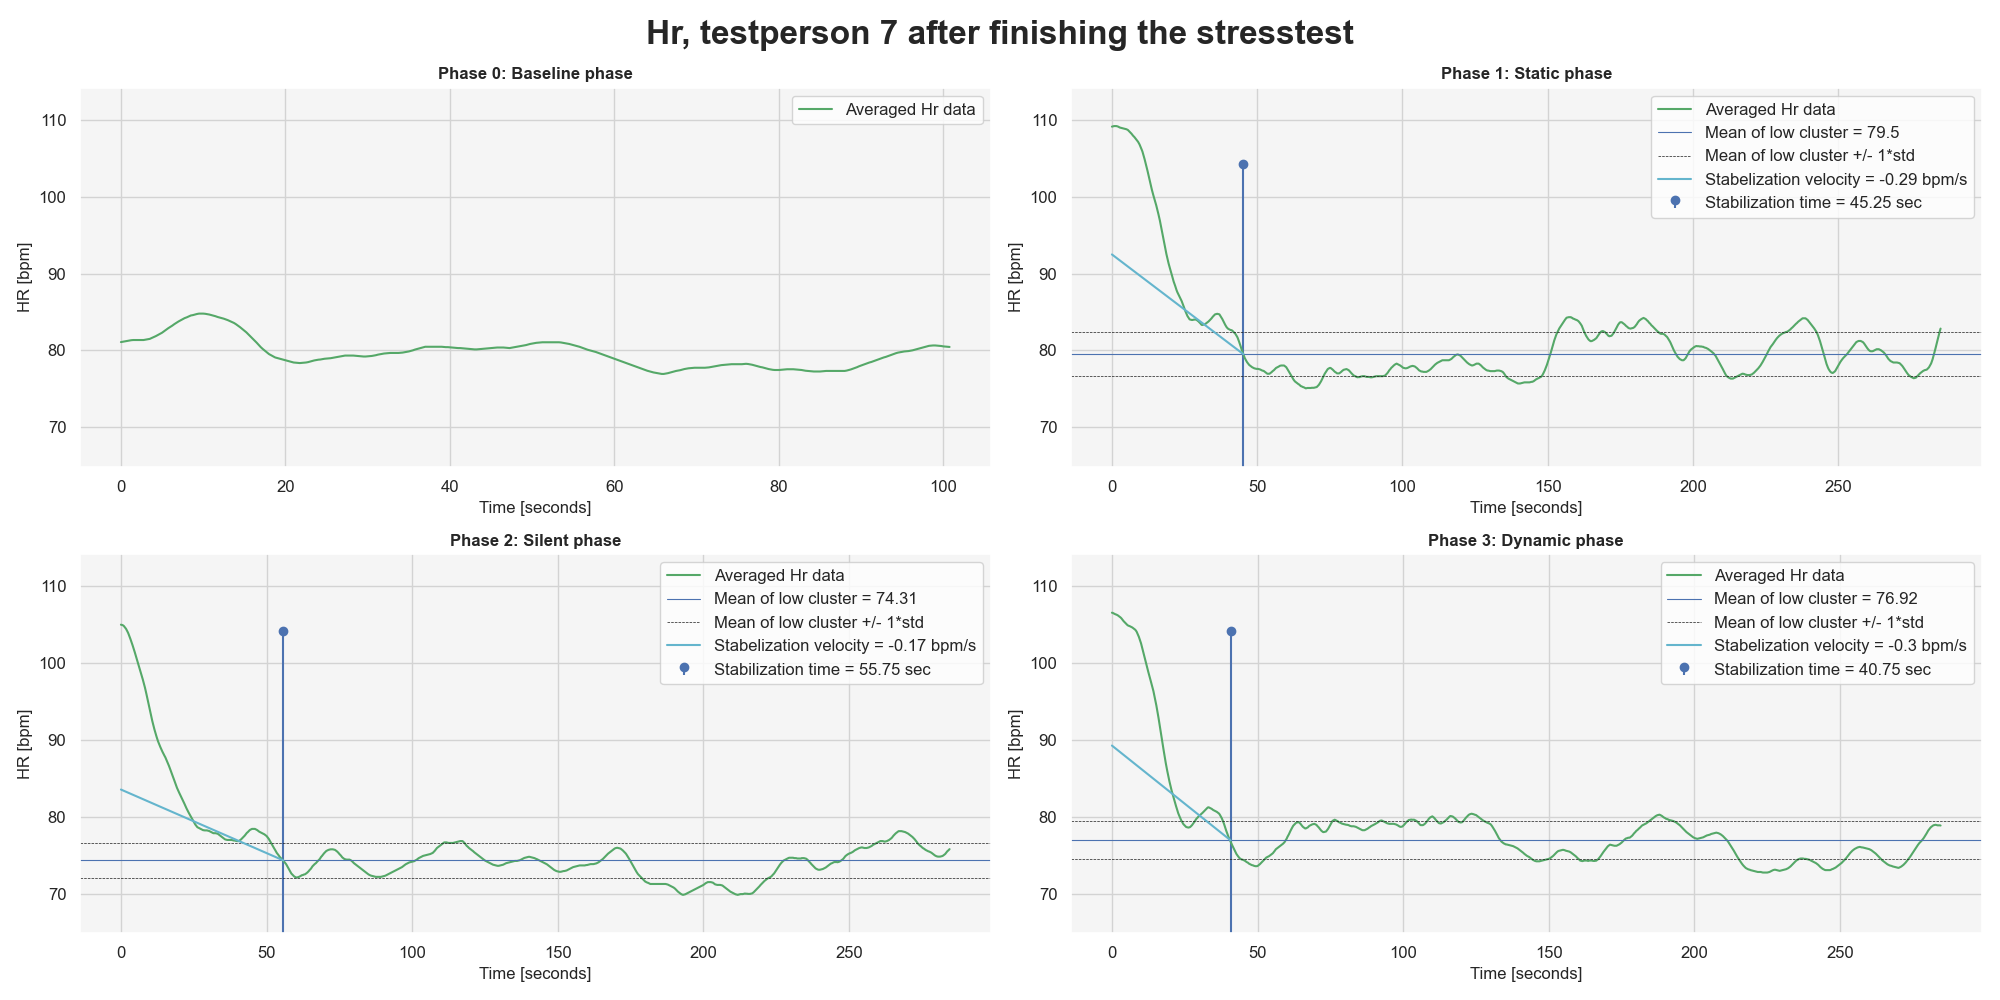 Hr, testperson 7 after finishing the stresstest
Phase 0: Baseline phase
Averaged Hr data
110
100
90
80
70
HR [bpm]
0 20 40 60 80 100
Time [seconds]
Phase 1: Static phase
Averaged Hr data
Mean of low cluster = 79.5
Mean of low cluster +/- 1*std
Stabelization velocity = -0.29 bpm/s
Stabilization time = 45.25 sec
110
100
90
80
70
HR [bpm]
0 50 100 150 200 250
Time [seconds]
Phase 2: Silent phase
Averaged Hr data
Mean of low cluster = 74.31
Mean of low cluster +/- 1*std
Stabelization velocity = -0.17 bpm/s
Stabilization time = 55.75 sec
110
100
90
80
70
HR [bpm]
0 50 100 150 200 250
Time [seconds]
Phase 3: Dynamic phase
Averaged Hr data
Mean of low cluster = 76.92
Mean of low cluster +/- 1*std
Stabelization velocity = -0.3 bpm/s
Stabilization time = 40.75 sec
110
100
90
80
70
HR [bpm]
0 50 100 150 200 250
Time [seconds]